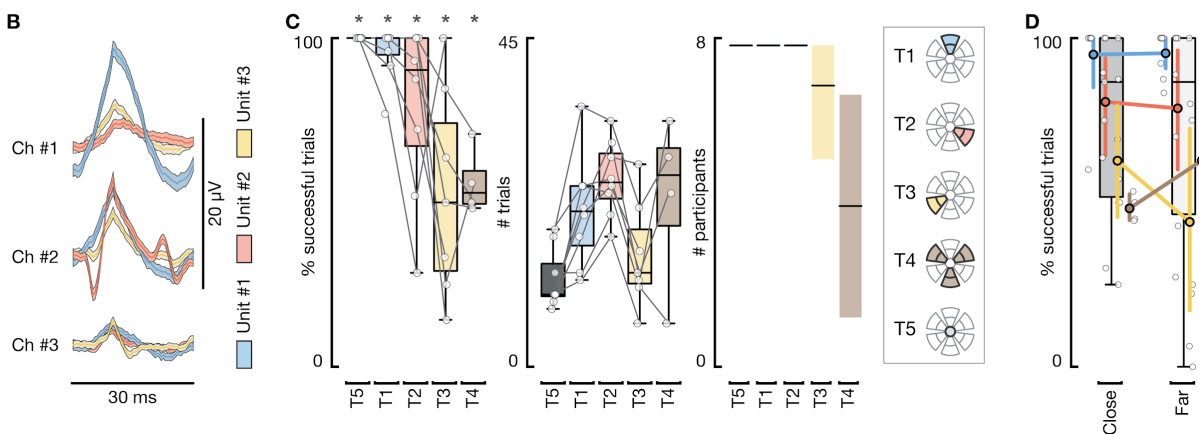 B
Ch #1
Ch #2
Ch #3
30 ms
20 µV
Unit #1
Unit #2
Unit #3
C
* * * * *
100
0
% successful trials
T5
T1
T2
T3
T4
45
0
# trials
T5
T1
T2
T3
T4
8
0
# participants
T5
T1
T2
T3
T4
T1
T2
T3
T4
T5
D
100
0
% successful trials
Close
Far